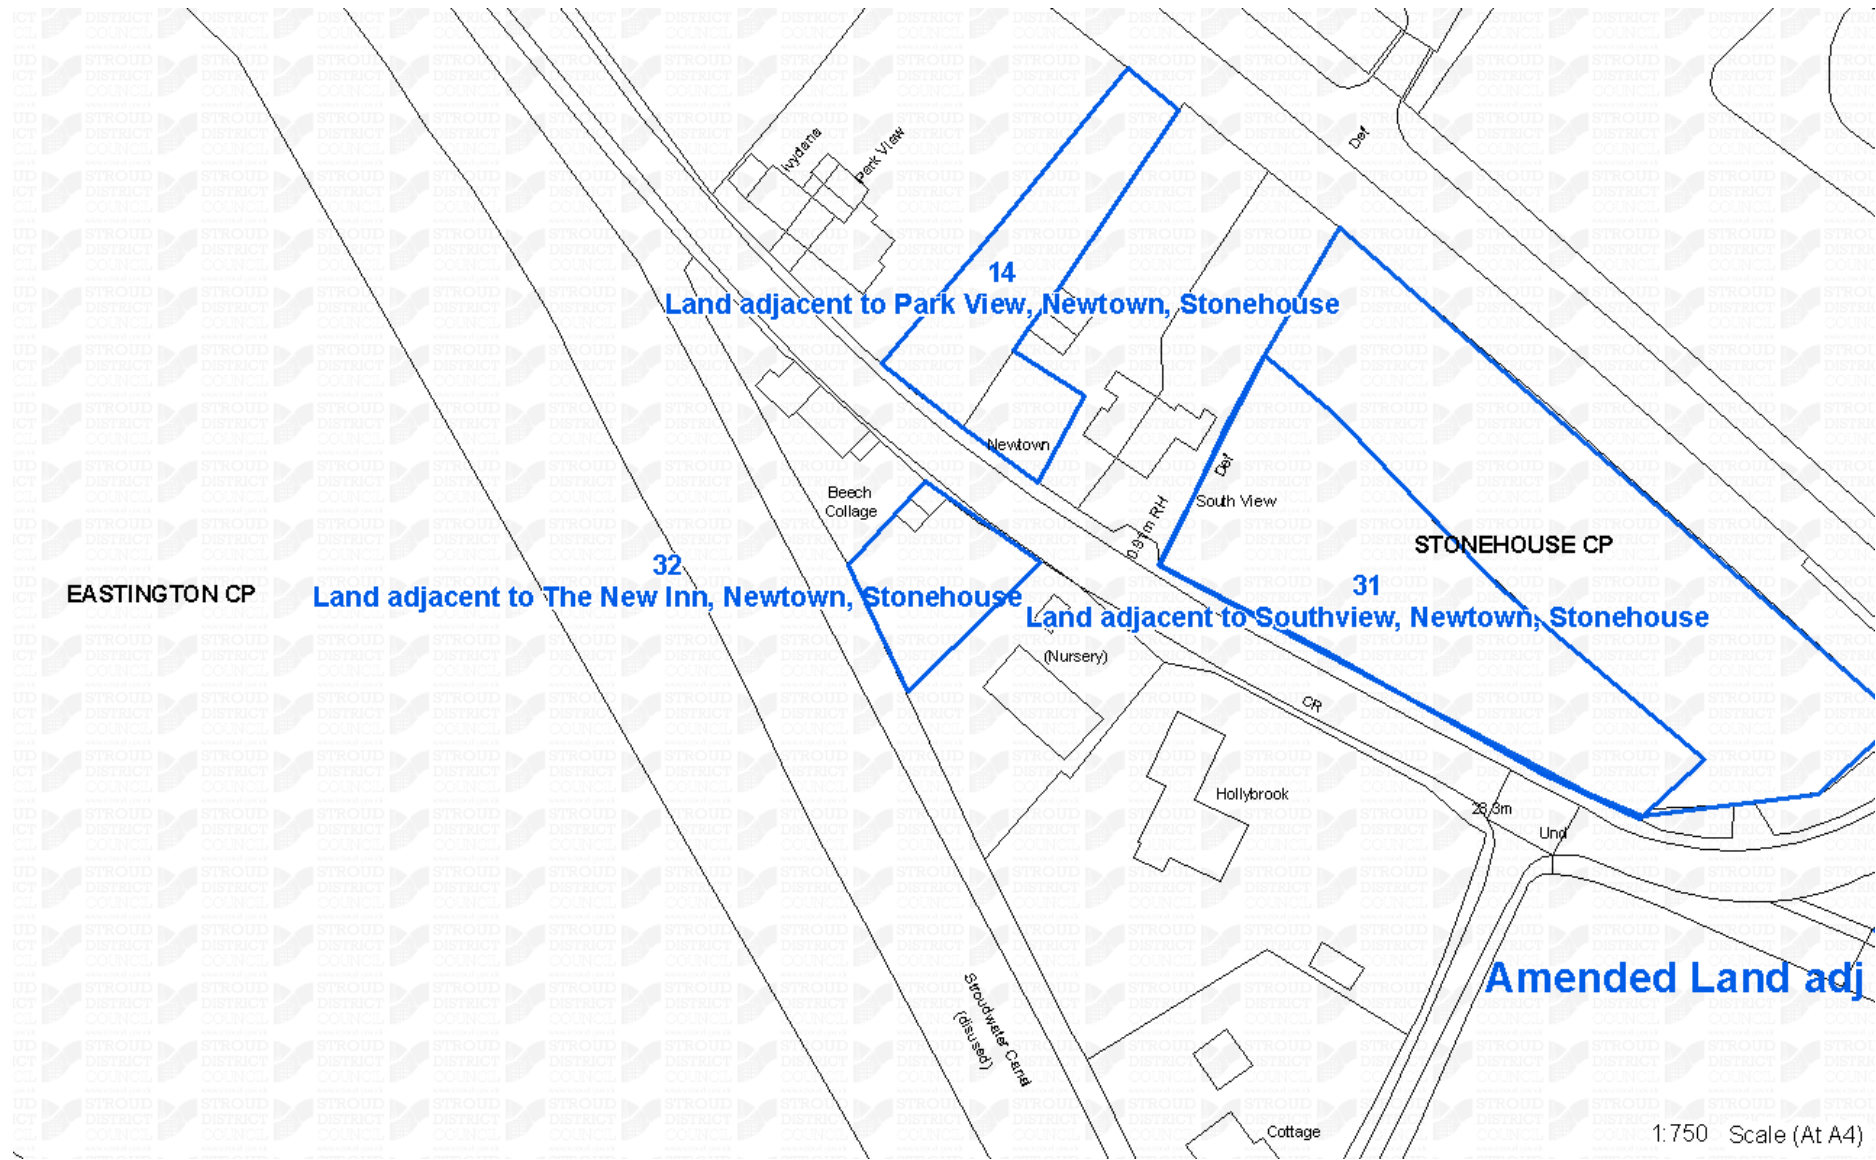 Ivydene
Park View
Def
14
Land adjacent to Park View, Newtown, Stonehouse
Newtown
Def
South View
0.91m RH
Beech
Collage
STONEHOUSE CP
32
Land adjacent to The New Inn, Newtown, Stonehouse
EASTINGTON CP
31
Land adjacent to Southview, Newtown, Stonehouse
(Nursery)
CR
Hollybrook
23.3m
Und
Stroudwater Canal
(disused)
Amended Land adj
Cottage
1:750 Scale (At A4)
STROUD
DISTRICT
COUNCIL